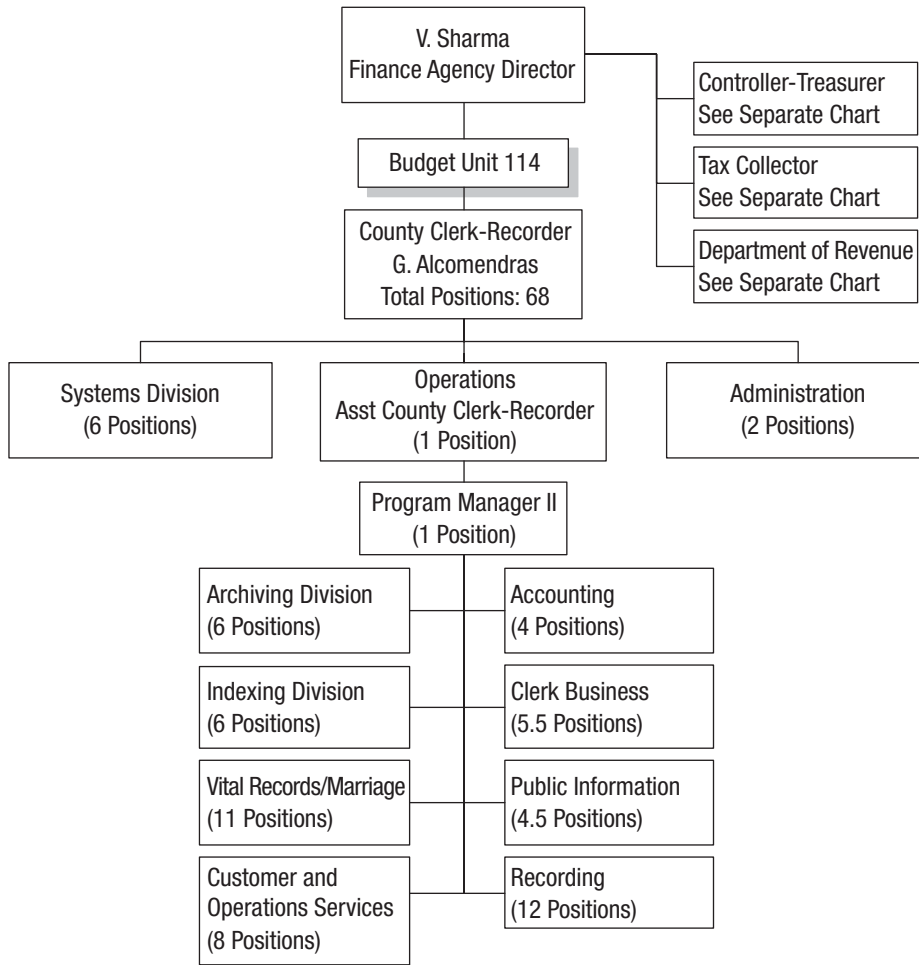 V. Sharma
Finance Agency Director
Controller-Treasurer
See Separate Chart
Tax Collector
See Separate Chart
Department of Revenue
See Separate Chart
Budget Unit 114
County Clerk-Recorder
G. Alcomendras
Total Positions: 68
Systems Division
(6 Positions)
Operations
Asst County Clerk-Recorder
(1 Position)
Administration
(2 Positions)
Program Manager II
(1 Position)
Archiving Division
(6 Positions)
Accounting
(4 Positions)
Indexing Division
(6 Positions)
Clerk Business
(5.5 Positions)
Vital Records/Marriage
(11 Positions)
Public Information
(4.5 Positions)
Customer and
Operations Services
(8 Positions)
Recording
(12 Positions)